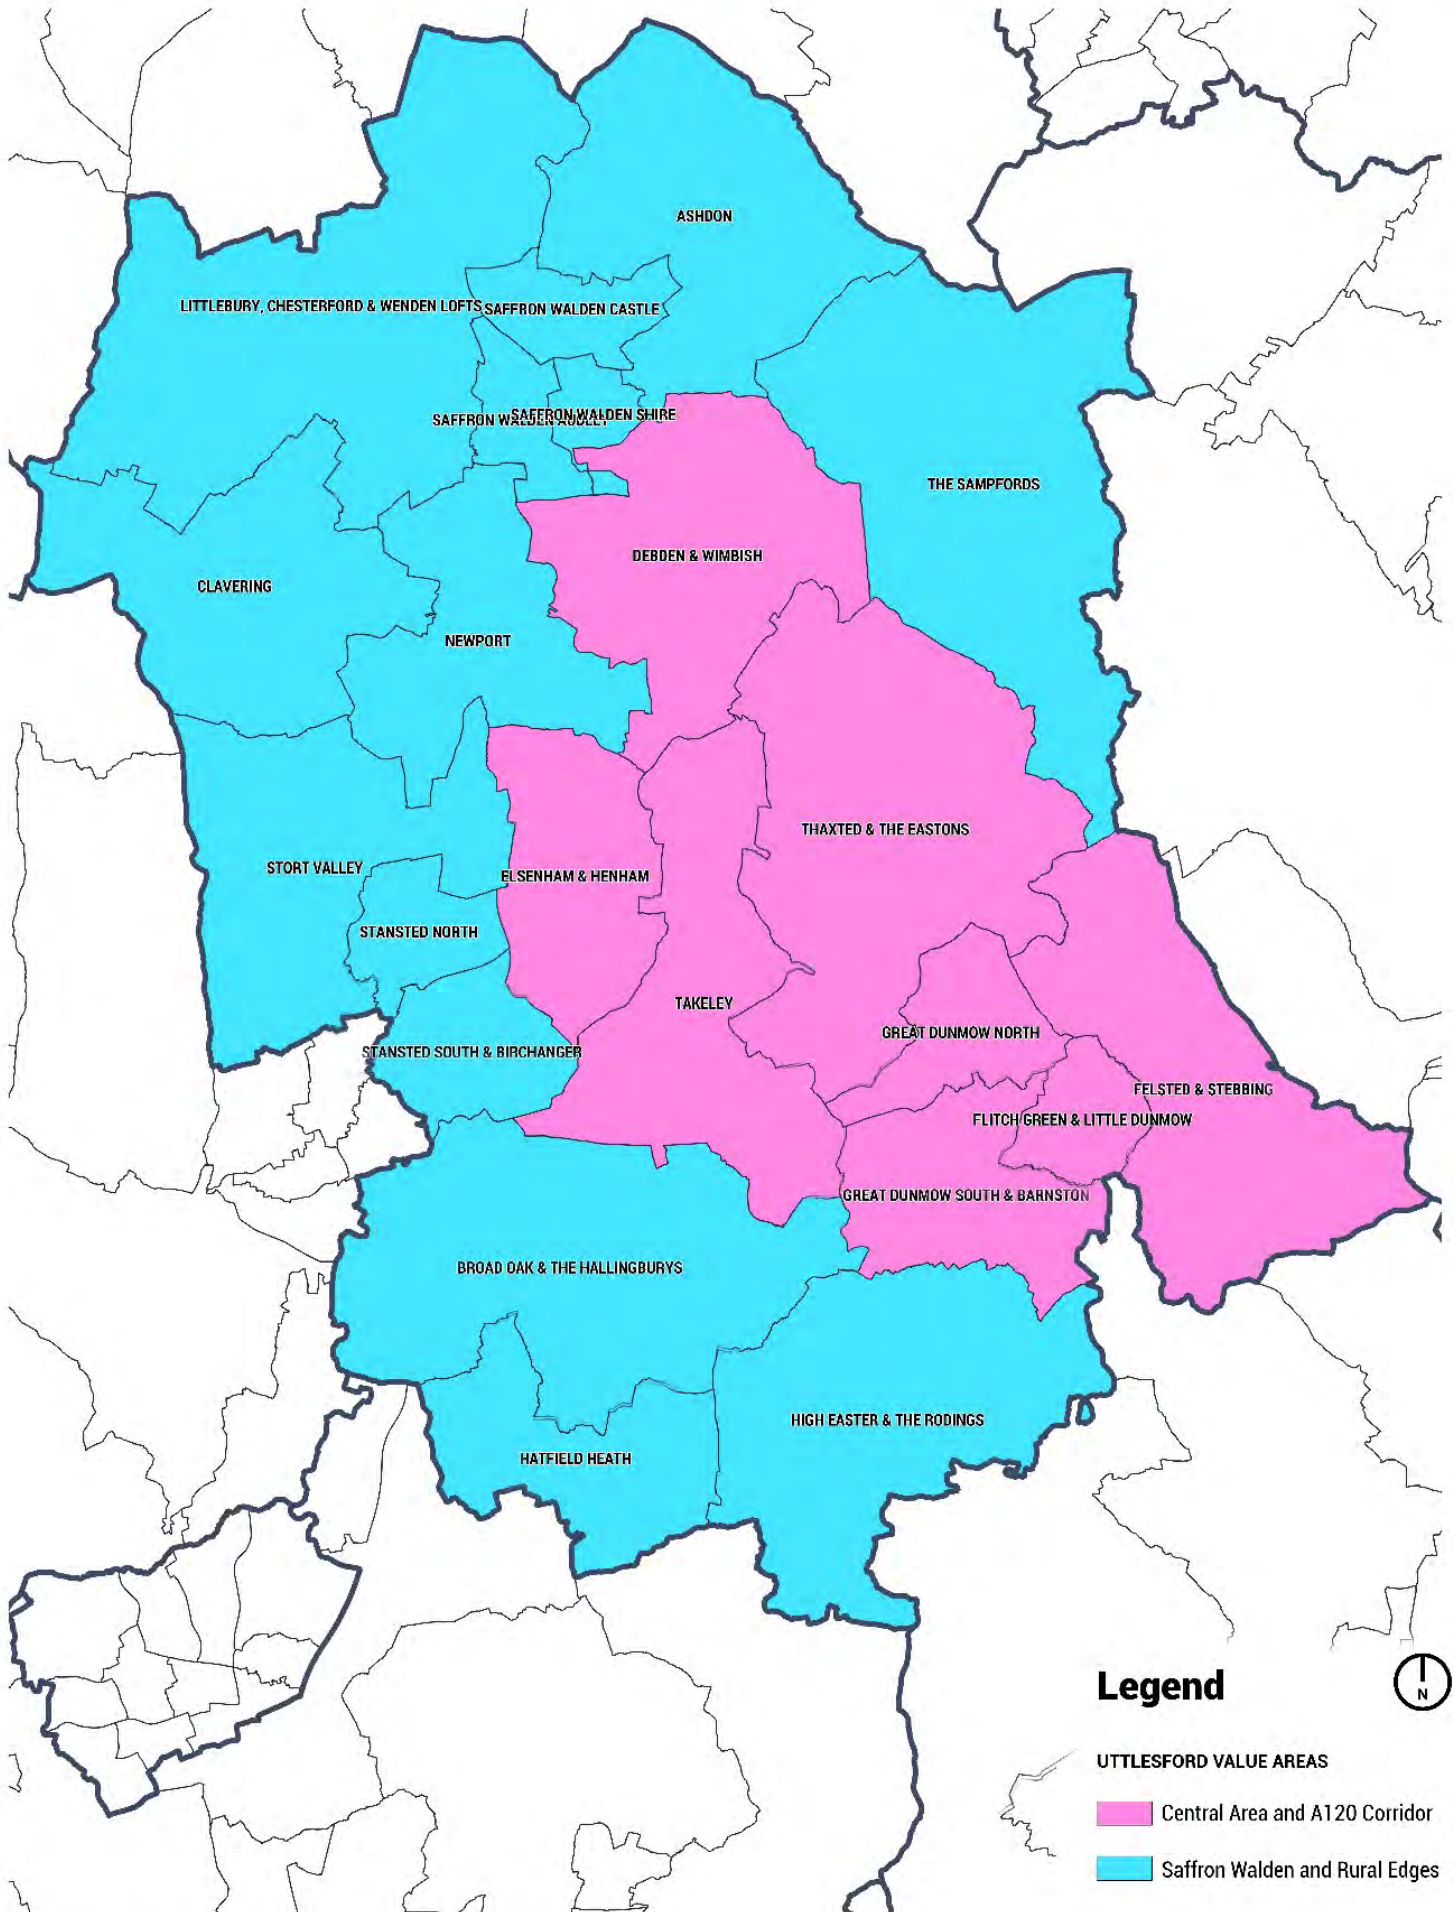 ASHDON
LITTLEBURY, CHESTERFORD & WENDEN LOFTS
SAFFRON WALDEN CASTLE
SAFFRON WALDEN SHIRE
SAFFRON WALDEN AUDLEY
THE SAMPFORDS
DEBDEN & WIMBISH
CLAVERING
NEWPORT
THAXTED & THE EASTONS
STORT VALLEY
ELSENHAM & HENHAM
STANSTED NORTH
TAKELEY
GREAT DUNMOW NORTH
STANSTED SOUTH & BIRCHANGER
FELSTED & STEBBING
FLITCH GREEN & LITTLE DUNMOW
GREAT DUNMOW SOUTH & BARNSTON
BROAD OAK & THE HALLINGBURYS
HIGH EASTER & THE RODINGS
HATFIELD HEATH
Legend
N
UTTLESFORD VALUE AREAS
Central Area and A120 Corridor
Saffron Walden and Rural Edges